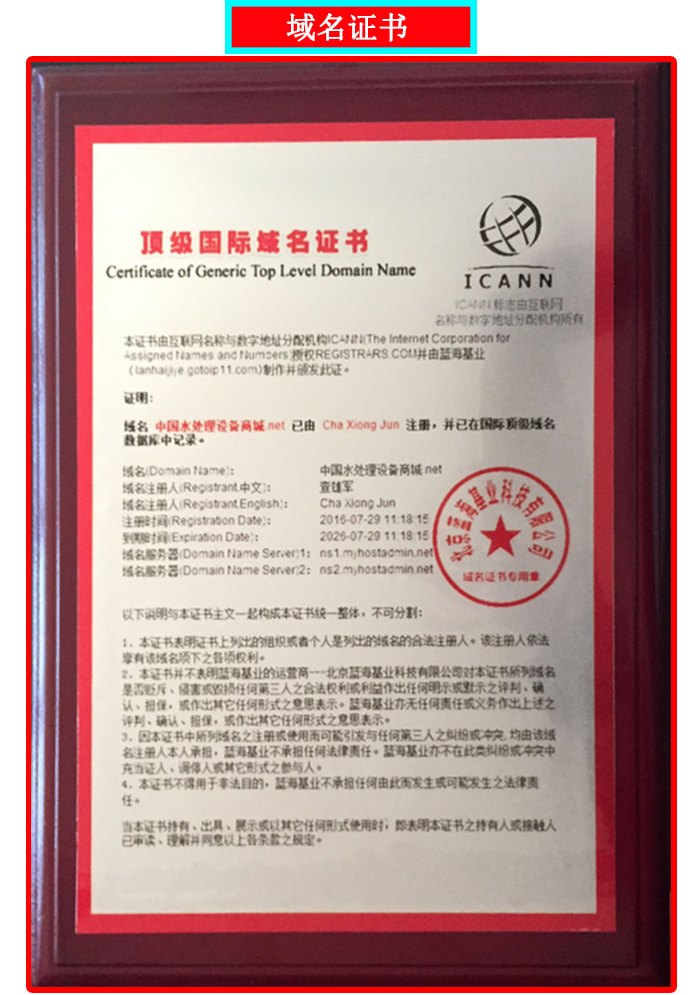 域名证书
ICANN
顶级国际域名证书
Certificate of Generic Top Level Domain Name
ICANN 标志由互联网
名称与数字地址分配机构所有
本证书由互联网名称与数字地址分配机构ICANN(The Internet Corporation for
Assigned Names and Numbers)授权REGISTRARS.COM并由蓝海基业
(lanhaijiye.gotoip11.com)制作并颁发此证。
证明:
域名 中国水处理设备商城.net 已由 Cha Xiong Jun 注册，并已在国际顶级域名
数据库中记录。
域名(Domain Name): 中国水处理设备商城.net
域名注册人(Registrant,中文): 查雄军
域名注册人(Registrant,English): Cha Xiong Jun
注册时间(Registration Date): 2016-07-29 11:18:15
到期时间(Expiration Date): 2026-07-29 11:18:15
域名服务器(Domain Name Server)1: ns1.myhostadmin.net
域名服务器(Domain Name Server)2: ns2.myhostadmin.net
北京蓝海基业科技有限公司
域名证书专用章
以下说明与本证书主文一起构成本证书统一整体，不可分割:
1、本证书表明证书上列出的组织或者个人是列出的域名的合法注册人。该注册人依法
享有该域名项下之各项权利。
2、本证书并不表明蓝海基业的运营商---北京蓝海基业科技有限公司对本证书所列域名
是否贬斥、侵害或毁损任何第三人之合法权利或利益作出任何明示或默示之评判、确
认、担保，或作出其它任何形式之意思表示。蓝海基业亦无任何责任或义务作出上述之
评判、确认、担保，或作出其它任何形式之意思表示。
3、因本证书中所列域名之注册或使用而可能引发与任何第三人之纠纷或冲突，均由该域
名注册人本人承担，蓝海基业不承担任何法律责任。蓝海基业亦不在此类纠纷或冲突中
充当证人、调停人或其它形式之参与人。
4、本证书不得用于非法目的，蓝海基业不承担任何由此而发生或可能发生之法律责
任。
当本证书持有、出具、展示或以其它任何形式使用时，即表明本证书之持有人或接触人
已审读、理解并同意以上各条款之规定。